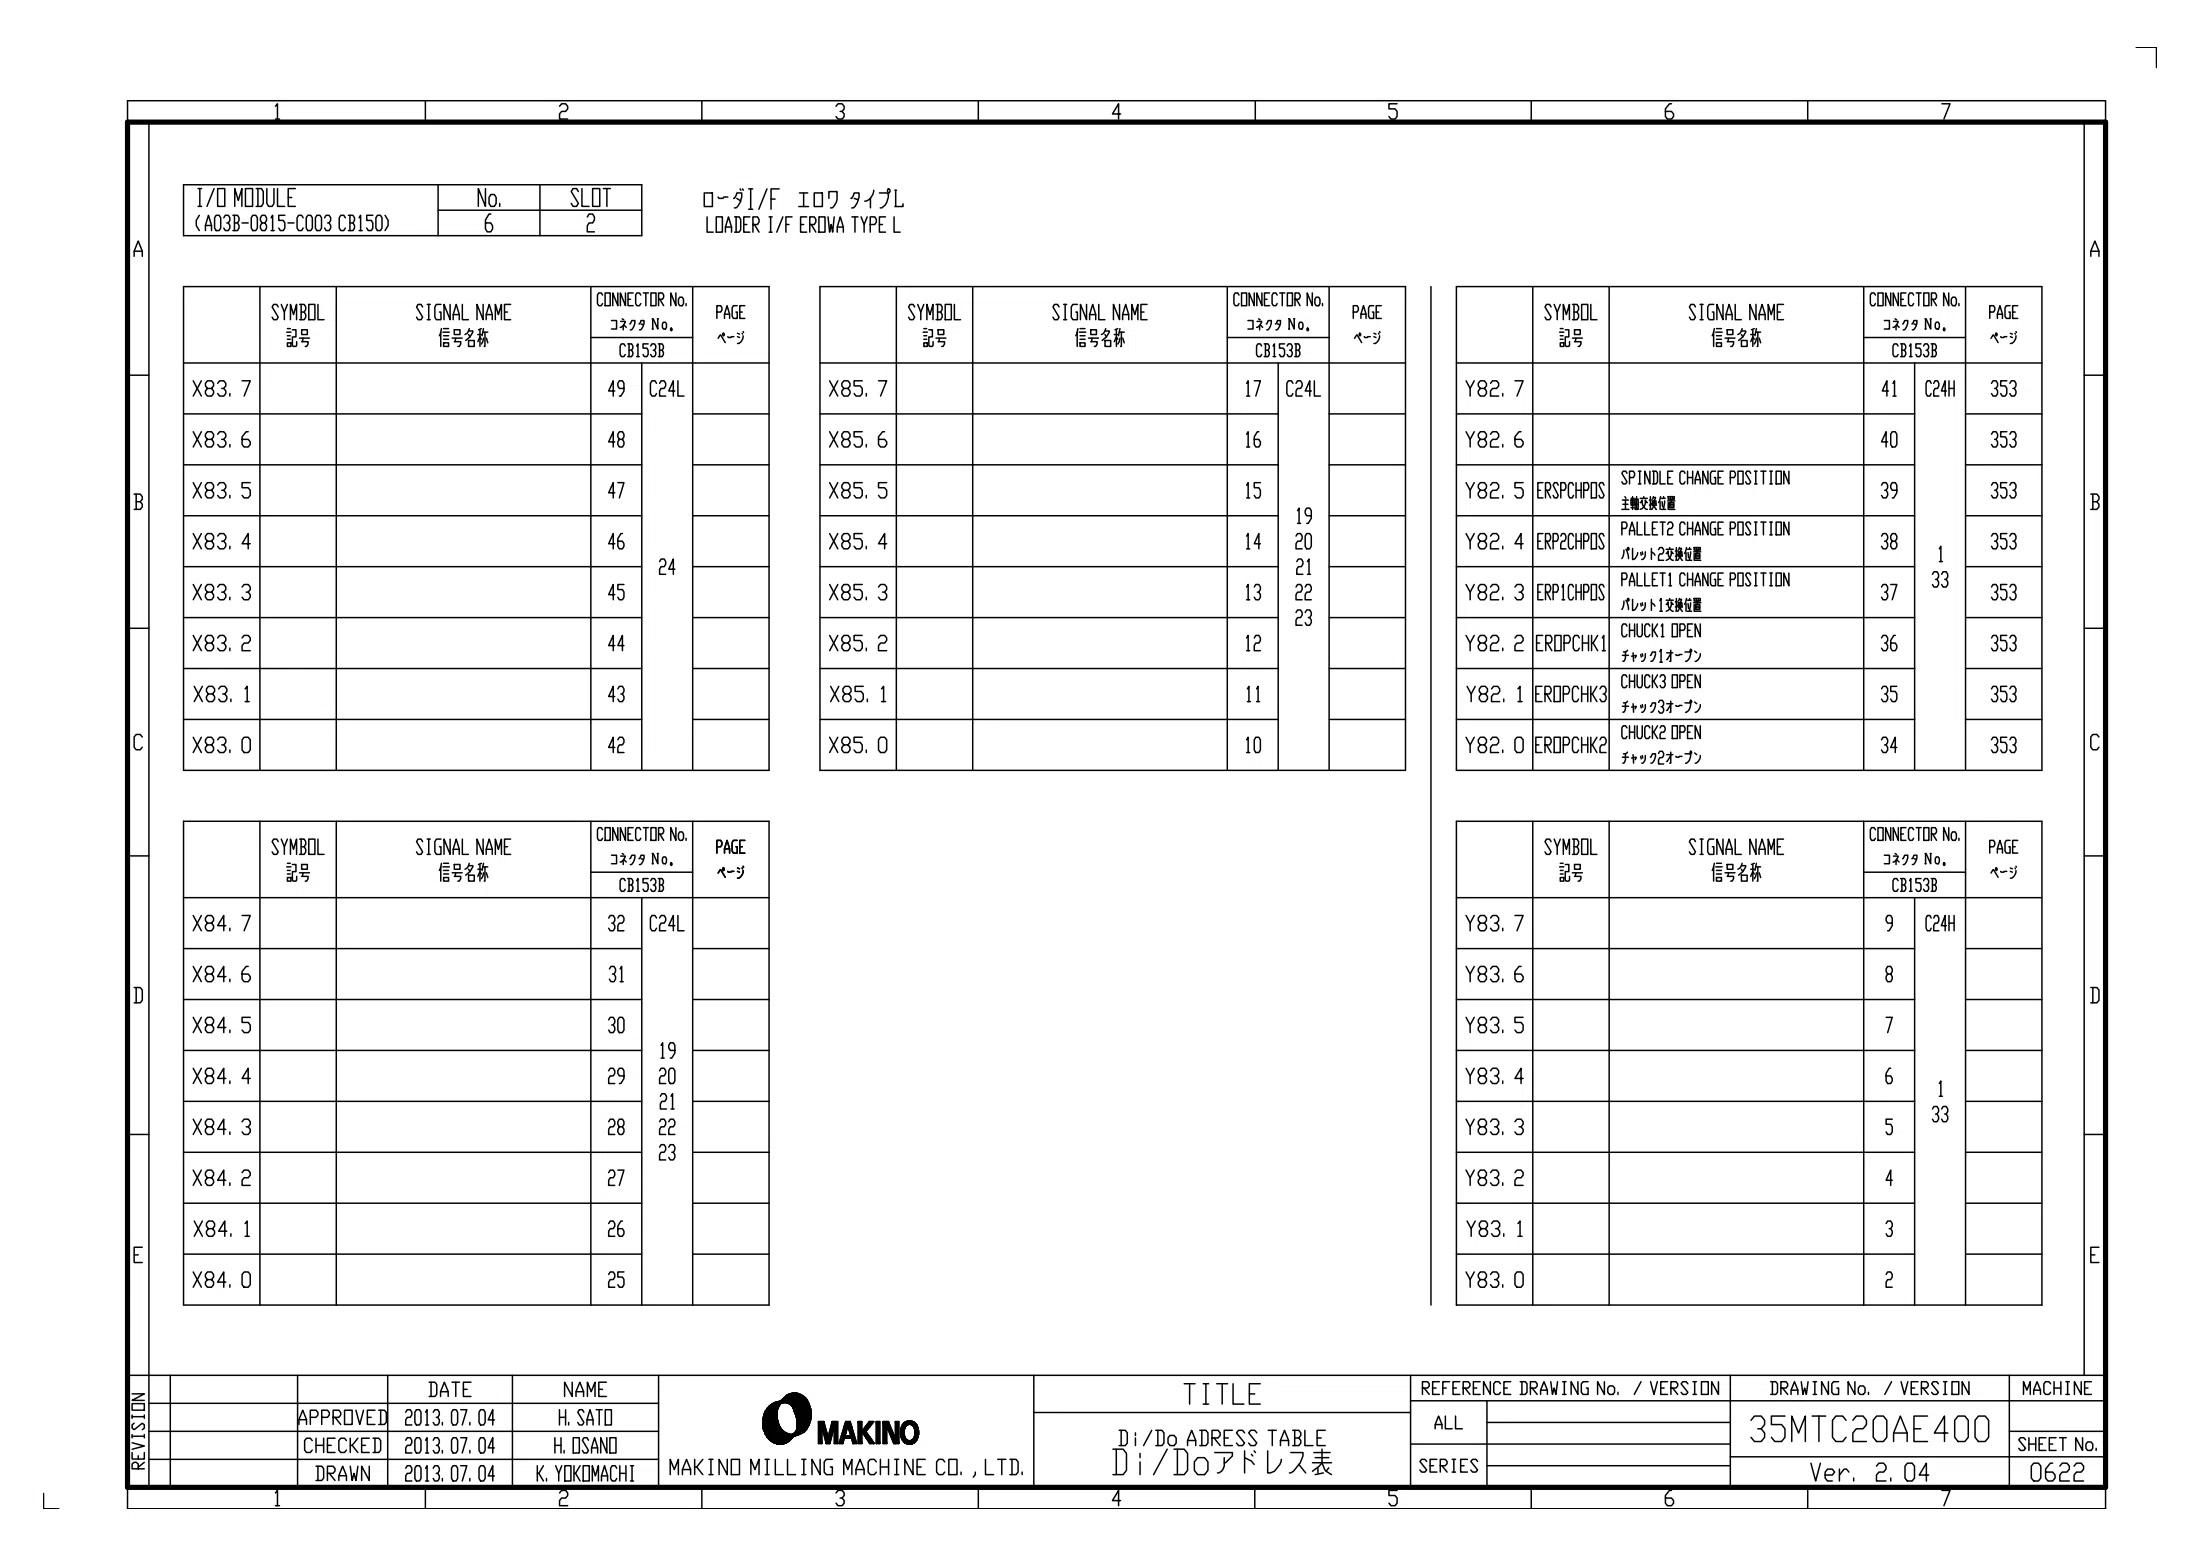 1 2 3 4 5 6 7
A
B
C
D
E
A
B
C
D
E
I/O MODULE No. SLOT
(A03B-0815-C003 CB150) 6 2
ローダI/F エロワ タイプL
LOADER I/F EROWA TYPE L
SYMBOL 記号 SIGNAL NAME 信号名称 CONNECTOR No. コネクタ No. CB153B PAGE ページ
X83.7 49 C24L
X83.6 48
X83.5 47
X83.4 46
24
X83.3 45
X83.2 44
X83.1 43
X83.0 42
SYMBOL 記号 SIGNAL NAME 信号名称 CONNECTOR No. コネクタ No. CB153B PAGE ページ
X85.7 17 C24L
X85.6 16
X85.5 15
19
X85.4 14 20
21
X85.3 13 22
23
X85.2 12
X85.1 11
X85.0 10
SYMBOL 記号 SIGNAL NAME 信号名称 CONNECTOR No. コネクタ No. CB153B PAGE ページ
Y82.7 41 C24H 353
Y82.6 40 353
Y82.5 ERSPCHPOS SPINDLE CHANGE POSITION 39 353
主軸交換位置
Y82.4 ERP2CHPOS PALLET2 CHANGE POSITION 38 353
パレット2交換位置 1
33
Y82.3 ERP1CHPOS PALLET1 CHANGE POSITION 37 353
パレット1交換位置
Y82.2 EROPCHK1 CHUCK1 OPEN 36 353
チャック1オープン
Y82.1 EROPCHK3 CHUCK3 OPEN 35 353
チャック3オープン
Y82.0 EROPCHK2 CHUCK2 OPEN 34 353
チャック2オープン
SYMBOL 記号 SIGNAL NAME 信号名称 CONNECTOR No. コネクタ No. CB153B PAGE ページ
X84.7 32 C24L
X84.6 31
X84.5 30
19
X84.4 29 20
21
X84.3 28 22
23
X84.2 27
X84.1 26
X84.0 25
SYMBOL 記号 SIGNAL NAME 信号名称 CONNECTOR No. コネクタ No. CB153B PAGE ページ
Y83.7 9 C24H
Y83.6 8
Y83.5 7
Y83.4 6
1
33
Y83.3 5
Y83.2 4
Y83.1 3
Y83.0 2
REVISION
DATE NAME
APPROVED 2013.07.04 H. SATO
CHECKED 2013.07.04 H. OSANO
DRAWN 2013.07.04 K. YOKOMACHI
MAKINO
MAKINO MILLING MACHINE CO., LTD.
TITLE
Di/Do ADRESS TABLE
Di/Doアドレス表
REFERENCE DRAWING No. / VERSION
ALL
SERIES
DRAWING No. / VERSION
35MTC20AE400
Ver. 2.04
MACHINE
SHEET No.
0622
1 2 3 4 5 6 7